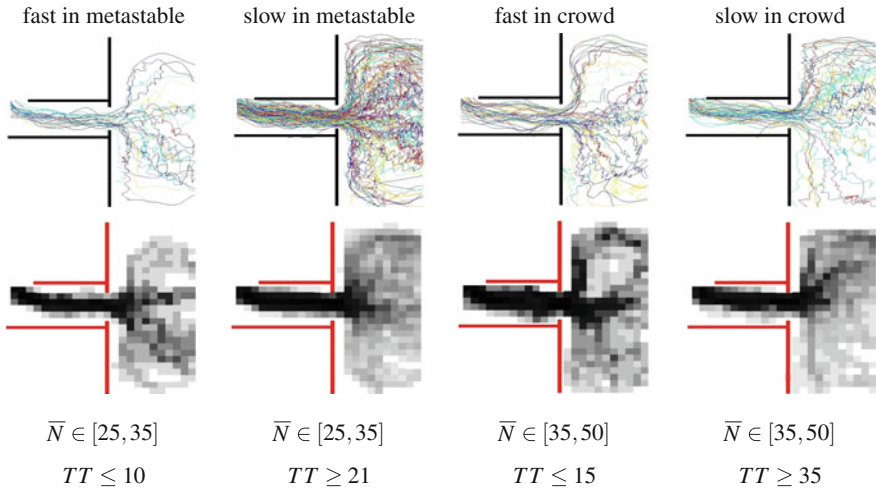 fast in metastable slow in metastable fast in crowd slow in crowd
N̅ ∈ [25,35] N̅ ∈ [25,35] N̅ ∈ [35,50] N̅ ∈ [35,50]
TT ≤ 10 TT ≥ 21 TT ≤ 15 TT ≥ 35